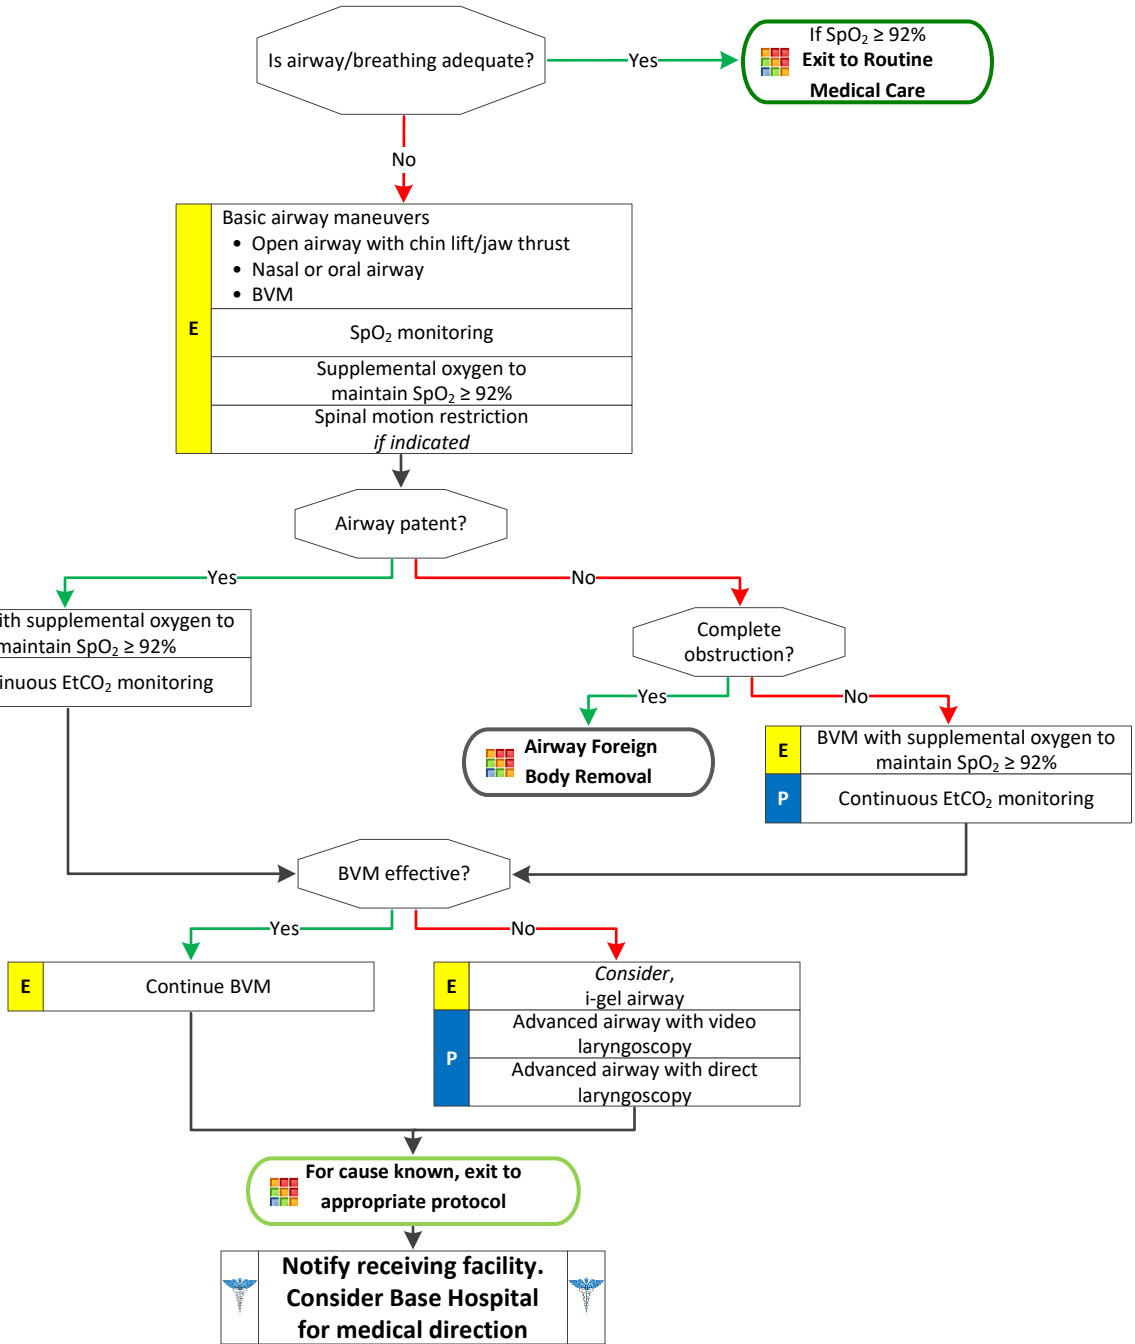 Is airway/breathing adequate?
Yes
If SpO₂ ≥ 92%
Exit to Routine
Medical Care
No
E
Basic airway maneuvers
• Open airway with chin lift/jaw thrust
• Nasal or oral airway
• BVM
SpO₂ monitoring
Supplemental oxygen to
maintain SpO₂ ≥ 92%
Spinal motion restriction
if indicated
Airway patent?
Yes
No
supplemental oxygen to
maintain SpO₂ ≥ 92%
EtCO₂ monitoring
Complete
obstruction?
Yes
No
Airway Foreign
Body Removal
E
BVM with supplemental oxygen to
maintain SpO₂ ≥ 92%
P
Continuous EtCO₂ monitoring
BVM effective?
Yes
No
E
Continue BVM
E
Consider,
i-gel airway
P
Advanced airway with video
laryngoscopy
Advanced airway with direct
laryngoscopy
For cause known, exit to
appropriate protocol
Notify receiving facility.
Consider Base Hospital
for medical direction